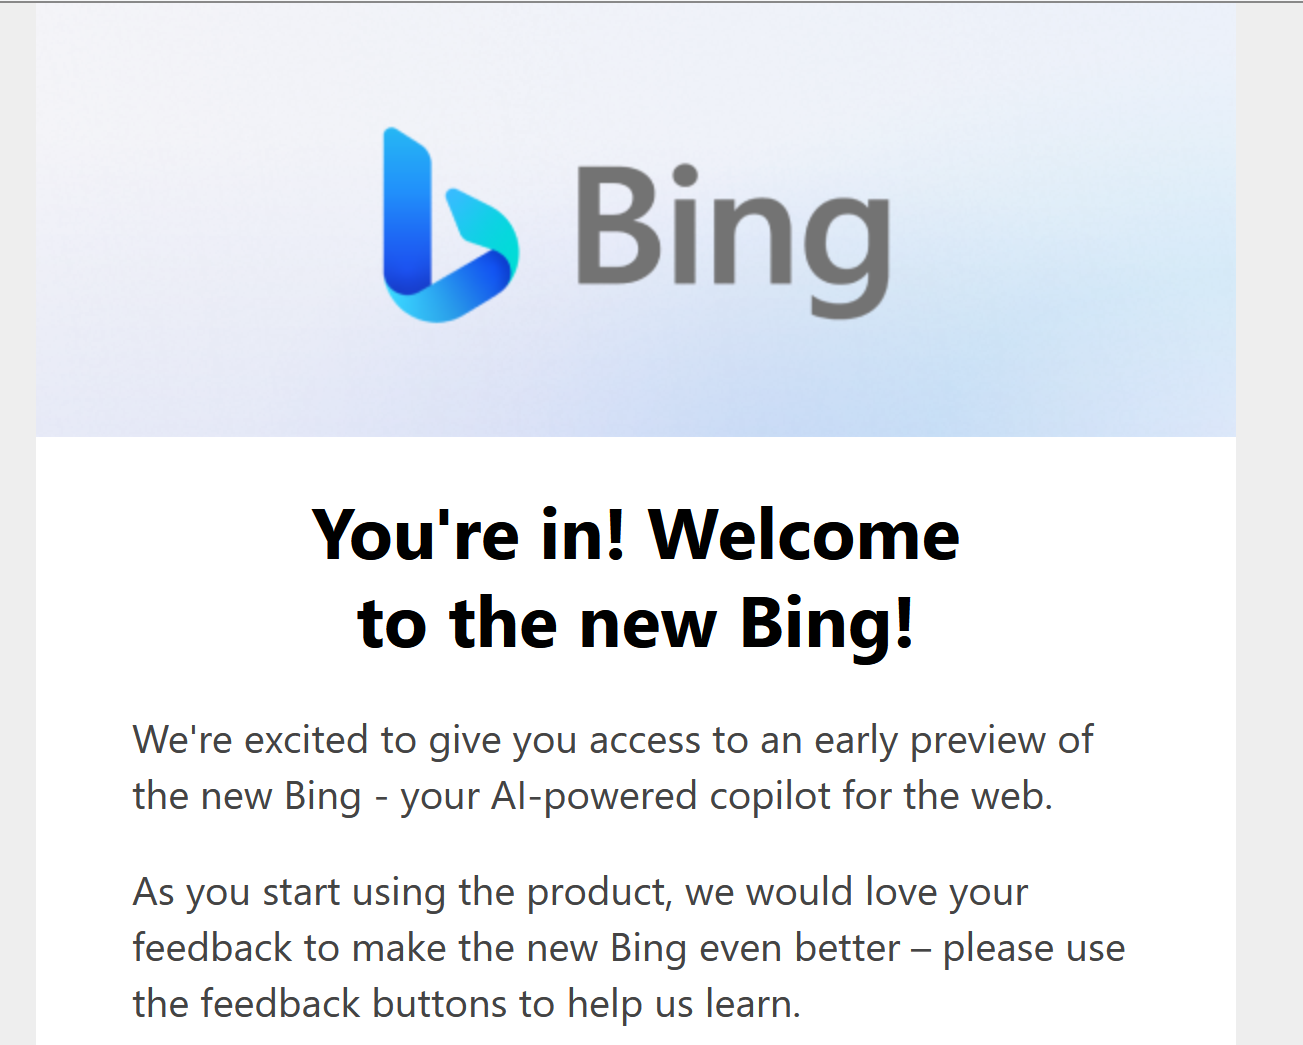 Bing
You're in! Welcome
to the new Bing!
We're excited to give you access to an early preview of
the new Bing - your AI-powered copilot for the web.
As you start using the product, we would love your
feedback to make the new Bing even better – please use
the feedback buttons to help us learn.